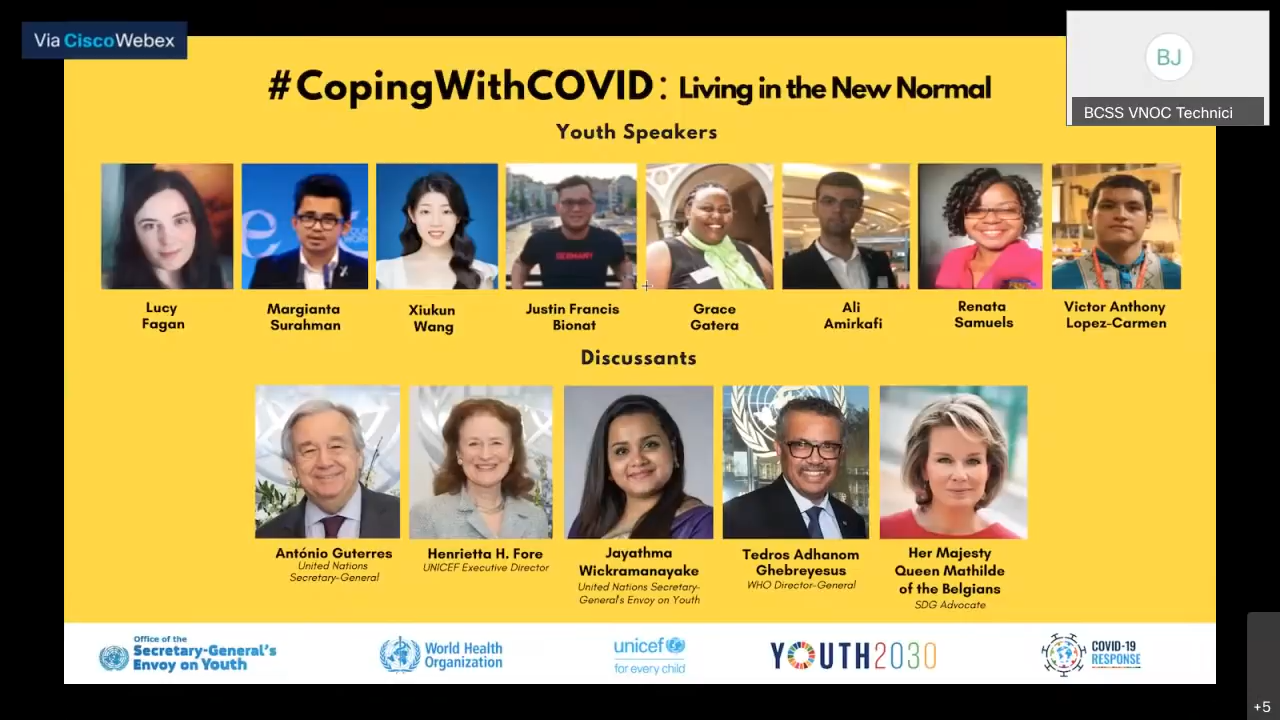 Via Cisco Webex
BJ
BCSS VNOC Technici
#CopingWithCOVID: Living in the New Normal
Youth Speakers
GERMANY
Lucy
Fagan
Margianta
Surahman
Xiukun
Wang
Justin Francis
Bionat
Grace
Gatera
Ali
Amirkafi
Renata
Samuels
Victor Anthony
Lopez-Carmen
Discussants
António Guterres
United Nations
Secretary-General
Henrietta H. Fore
UNICEF Executive Director
Jayathma
Wickramanayake
United Nations Secretary-
General's Envoy on Youth
Tedros Adhanom
Ghebreyesus
WHO Director-General
Her Majesty
Queen Mathilde
of the Belgians
SDG Advocate
Office of the
Secretary-General's
Envoy on Youth
World Health
Organization
unicef
for every child
YOUTH2030
COVID-19
RESPONSE
+5